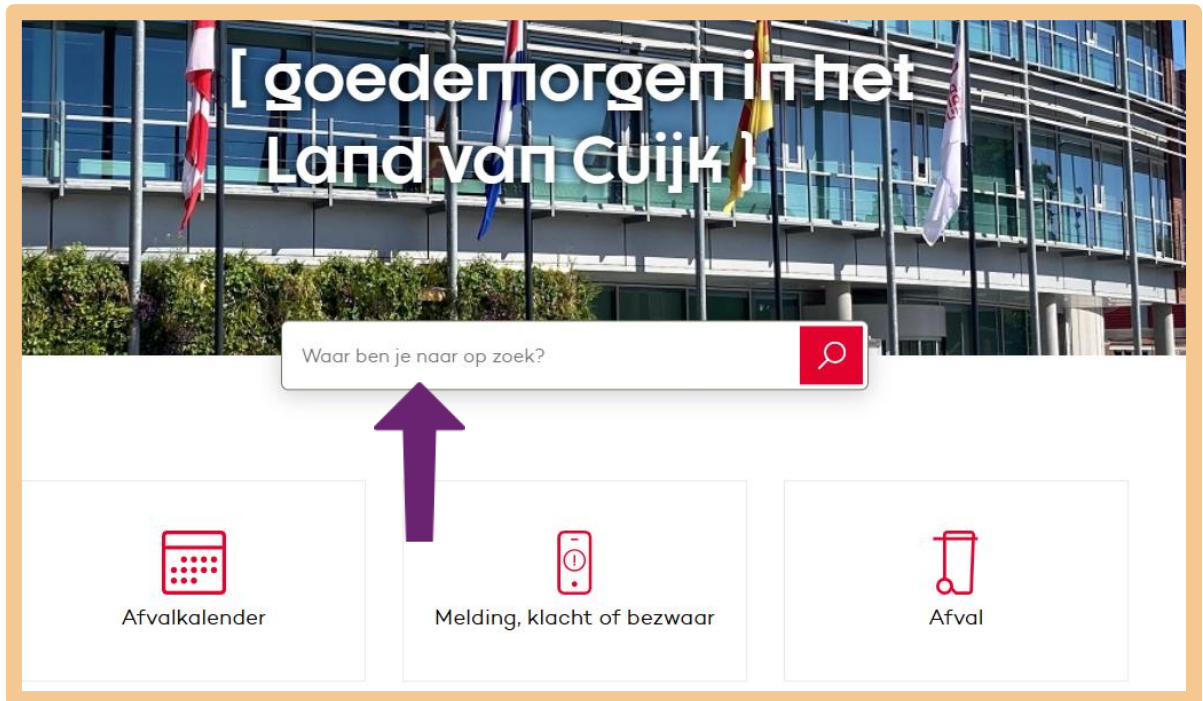 [ goedemorgen in het
Land van Cuijk }
Waar ben je naar op zoek?
Afvalkalender
Melding, klacht of bezwaar
Afval